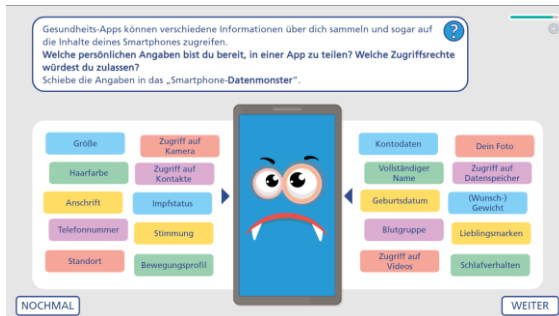 Gesundheits-Apps können verschiedene Informationen über dich sammeln und sogar auf
die Inhalte deines Smartphones zugreifen.
Welche persönlichen Angaben bist du bereit, in einer App zu teilen? Welche Zugriffsrechte
würdest du zulassen?
Schiebe die Angaben in das „Smartphone-Datenmonster“.
?
Größe
Zugriff auf
Kamera
Haarfarbe
Zugriff auf
Kontakte
Anschrift
Impfstatus
Telefonnummer
Stimmung
Standort
Bewegungsprofil
Kontodaten
Dein Foto
Vollständiger
Name
Zugriff auf
Datenspeicher
Geburtsdatum
(Wunsch-)
Gewicht
Blutgruppe
Lieblingsmarken
Zugriff auf
Videos
Schlafverhalten
NOCHMAL
WEITER